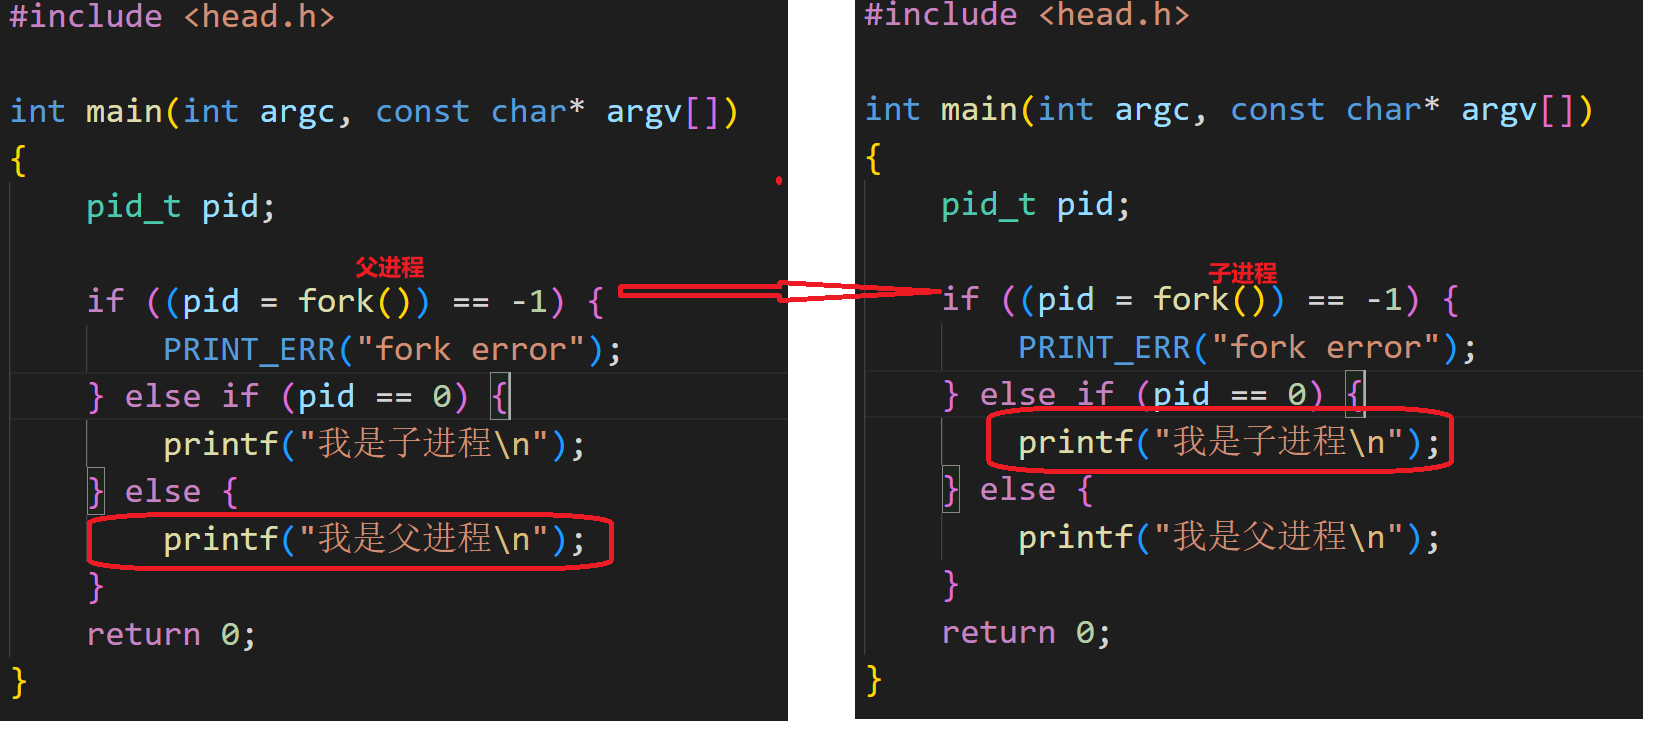 #include <head.h>
int main(int argc, const char* argv[])
{
pid_t pid;
父进程
if ((pid = fork()) == -1) {
PRINT_ERR("fork error");
} else if (pid == 0) {
printf("我是子进程\n");
} else {
printf("我是父进程\n");
}
return 0;
}
#include <head.h>
int main(int argc, const char* argv[])
{
pid_t pid;
子进程
if ((pid = fork()) == -1) {
PRINT_ERR("fork error");
} else if (pid == 0) {
printf("我是子进程\n");
} else {
printf("我是父进程\n");
}
return 0;
}